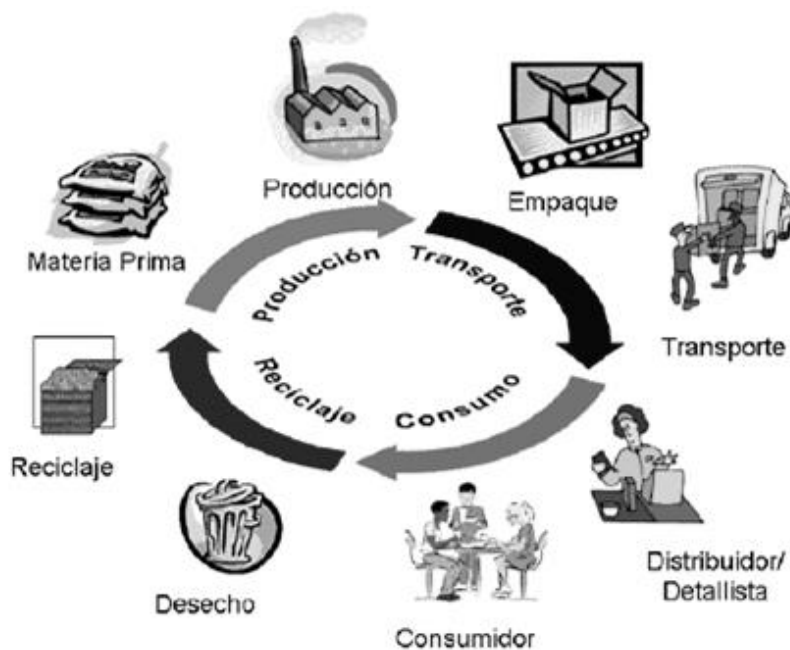 Producción
Empaque
Materia Prima
Producción
Transporte
Transporte
Reciclaje
Consumo
Reciclaje
Desecho
Consumidor
Distribuidor/
Detallista